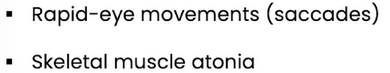 ▪ Rapid-eye movements (saccades)
▪ Skeletal muscle atonia